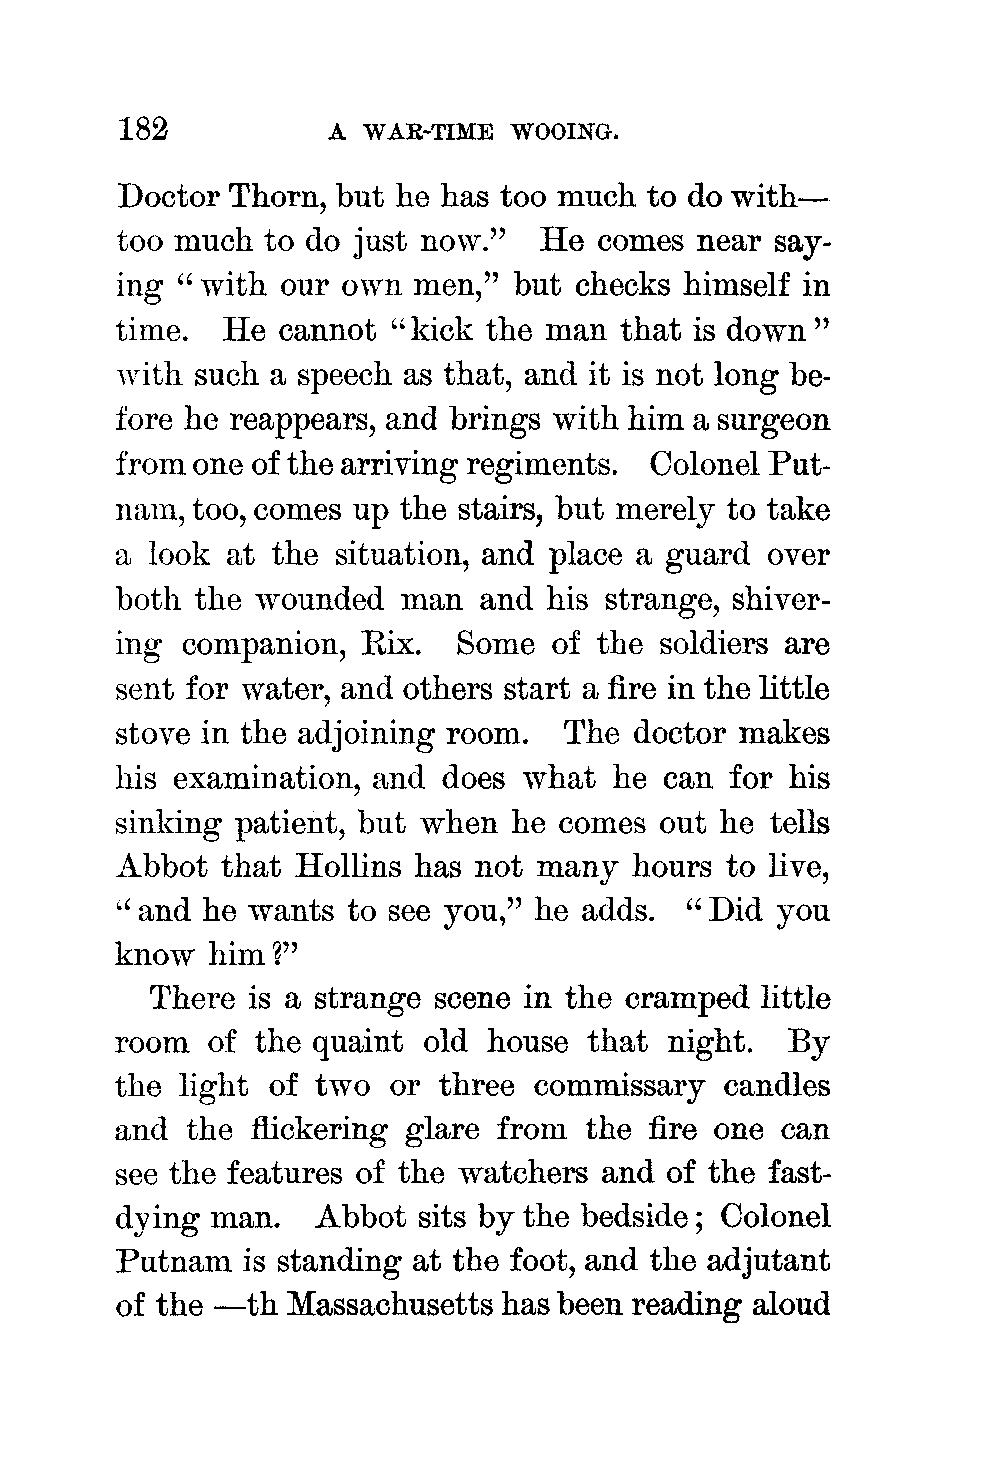 182 A WAR-TIME WOOING.
Doctor Thorn, but he has too much to do with—
too much to do just now.” He comes near say-
ing “with our own men,” but checks himself in
time. He cannot “kick the man that is down”
with such a speech as that, and it is not long be-
fore he reappears, and brings with him a surgeon
from one of the arriving regiments. Colonel Put-
nam, too, comes up the stairs, but merely to take
a look at the situation, and place a guard over
both the wounded man and his strange, shiver-
ing companion, Rix. Some of the soldiers are
sent for water, and others start a fire in the little
stove in the adjoining room. The doctor makes
his examination, and does what he can for his
sinking patient, but when he comes out he tells
Abbot that Hollins has not many hours to live,
“and he wants to see you,” he adds. “Did you
know him?”
There is a strange scene in the cramped little
room of the quaint old house that night. By
the light of two or three commissary candles
and the flickering glare from the fire one can
see the features of the watchers and of the fast-
dying man. Abbot sits by the bedside; Colonel
Putnam is standing at the foot, and the adjutant
of the —th Massachusetts has been reading aloud